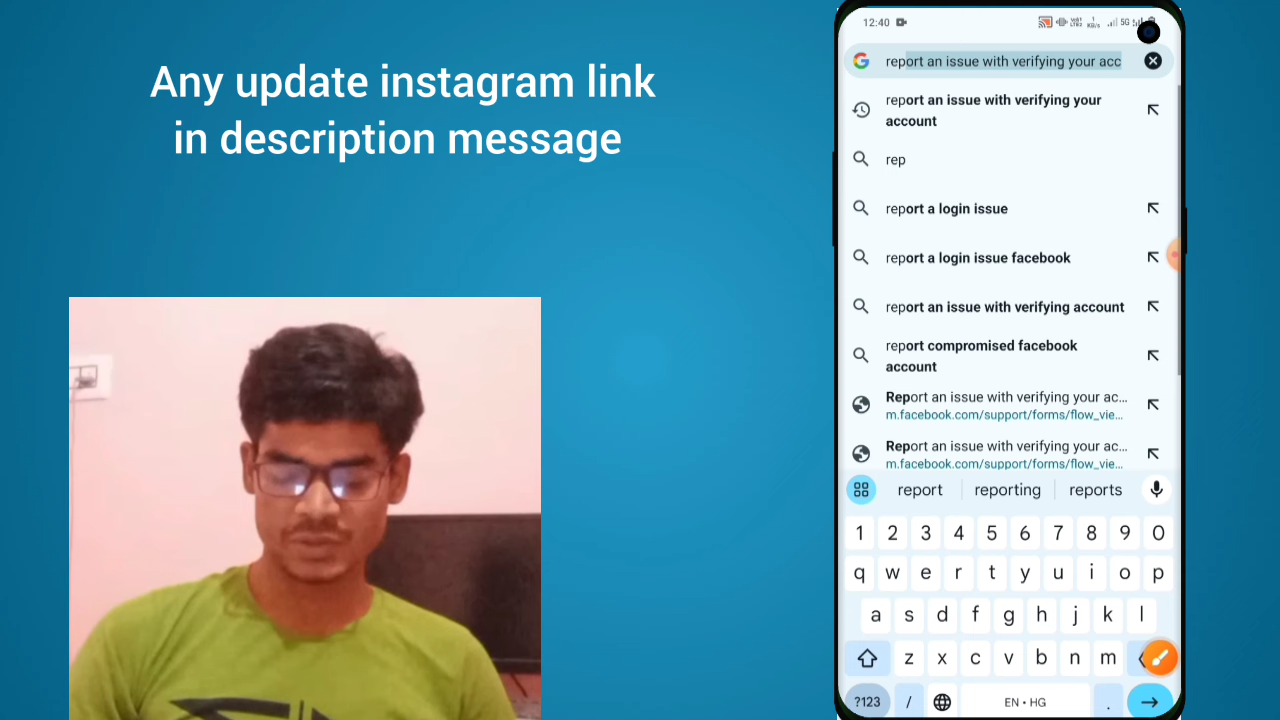 Any update instagram link
in description message
12:40
1
KB/s
5G
report an issue with verifying your acc
report an issue with verifying your
account
rep
report a login issue
report a login issue facebook
report an issue with verifying account
report compromised facebook
account
Report an issue with verifying your ac...
m.facebook.com/support/forms/flow_vie...
Report an issue with verifying your ac...
m.facebook.com/support/forms/flow_vie...
report reporting reports
1 2 3 4 5 6 7 8 9 0
q w e r t y u i o p
a s d f g h j k l
z x c v b n m
?123 / EN • HG .